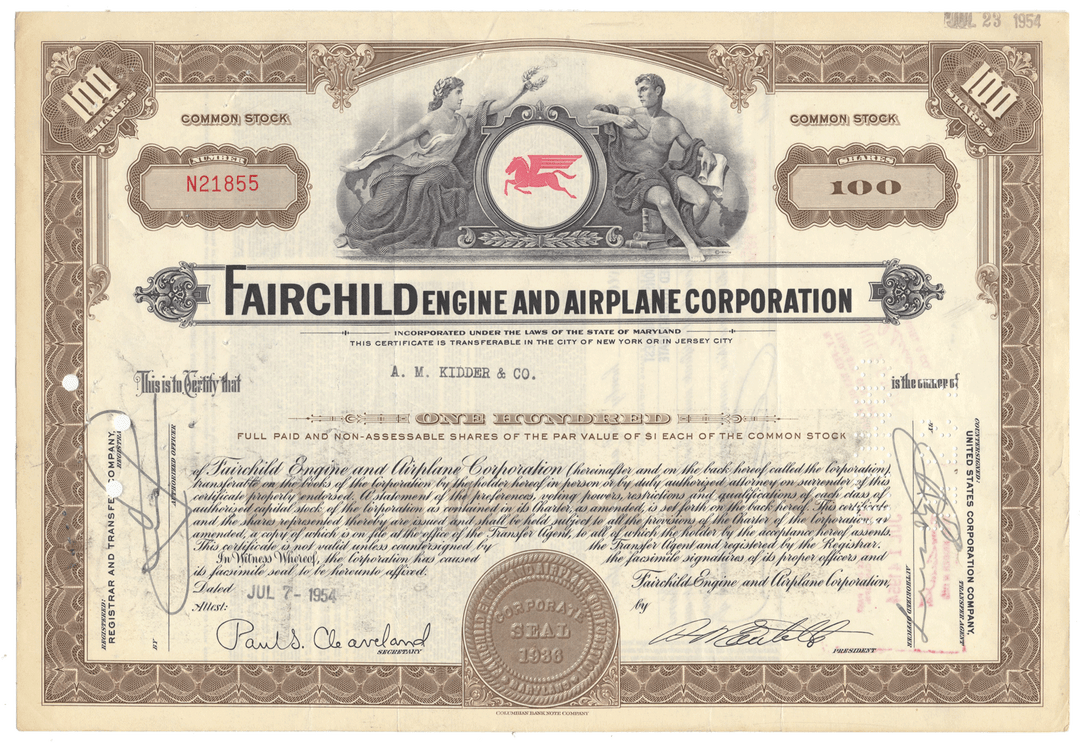 JUL 23 1954
100
SHARES
100
SHARES
COMMON STOCK
COMMON STOCK
NUMBER
N21855
SHARES
100
FAIRCHILD ENGINE AND AIRPLANE CORPORATION
INCORPORATED UNDER THE LAWS OF THE STATE OF MARYLAND
THIS CERTIFICATE IS TRANSFERABLE IN THE CITY OF NEW YORK OR IN JERSEY CITY
This is to Certify that
A. M. KIDDER & CO.
is the owner of
ONE HUNDRED
FULL PAID AND NON-ASSESSABLE SHARES OF THE PAR VALUE OF $1 EACH OF THE COMMON STOCK
of Fairchild Engine and Airplane Corporation (hereinafter and on the back hereof called the Corporation)
transferable on the books of the Corporation by the holder hereof in person or by duly authorized attorney on surrender of this
certificate properly endorsed. A statement of the preferences, voting powers, restrictions and qualifications of each class of
authorized capital stock of the Corporation as contained in its Charter, as amended, is set forth on the back hereof. This certificate
and the shares represented thereby are issued and shall be held subject to all the provisions of the Charter of the Corporation, as
amended, a copy of which is on file at the office of the Transfer Agent, to all of which the holder by the acceptance hereof assents.
This certificate is not valid unless countersigned by the Transfer Agent and registered by the Registrar.
In Witness Whereof, the Corporation has caused the facsimile signatures of its proper officers and
its facsimile seal to be hereunto affixed.
Dated JUL 7- 1954
Fairchild Engine and Airplane Corporation,
Attest:
by
Paul S. Cleaveland
SECRETARY
PRESIDENT
CORPORATE
SEAL
1936
REGISTERED:
REGISTRAR AND TRANSFER COMPANY,
REGISTRAR
BY
AUTHORIZED OFFICER
COUNTERSIGNED:
UNITED STATES CORPORATION COMPANY,
TRANSFER AGENT
AUTHORIZED OFFICER
COLUMBIAN BANK NOTE COMPANY